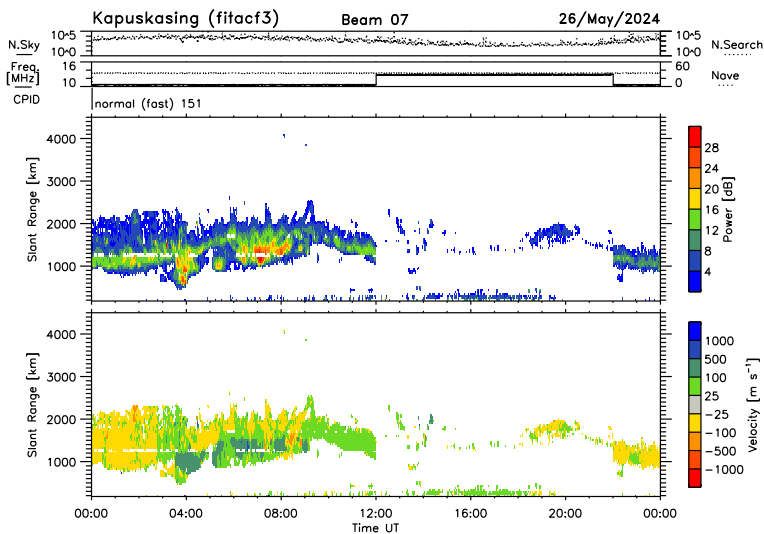 Kapuskasing (fitacf3) Beam 07 26/May/2024
N.Sky 10^5 10^0 10^5 10^0 N.Search
Freq. [MHz] 16 10 60 0 Nave
CPID normal (fast) 151
Slant Range [km] 4000 3000 2000 1000
Power [dB] 28 24 20 16 12 8 4
Slant Range [km] 4000 3000 2000 1000
Velocity [m s⁻¹] 1000 500 100 25 −25 −100 −500 −1000
00:00 04:00 08:00 12:00 16:00 20:00 00:00
Time UT